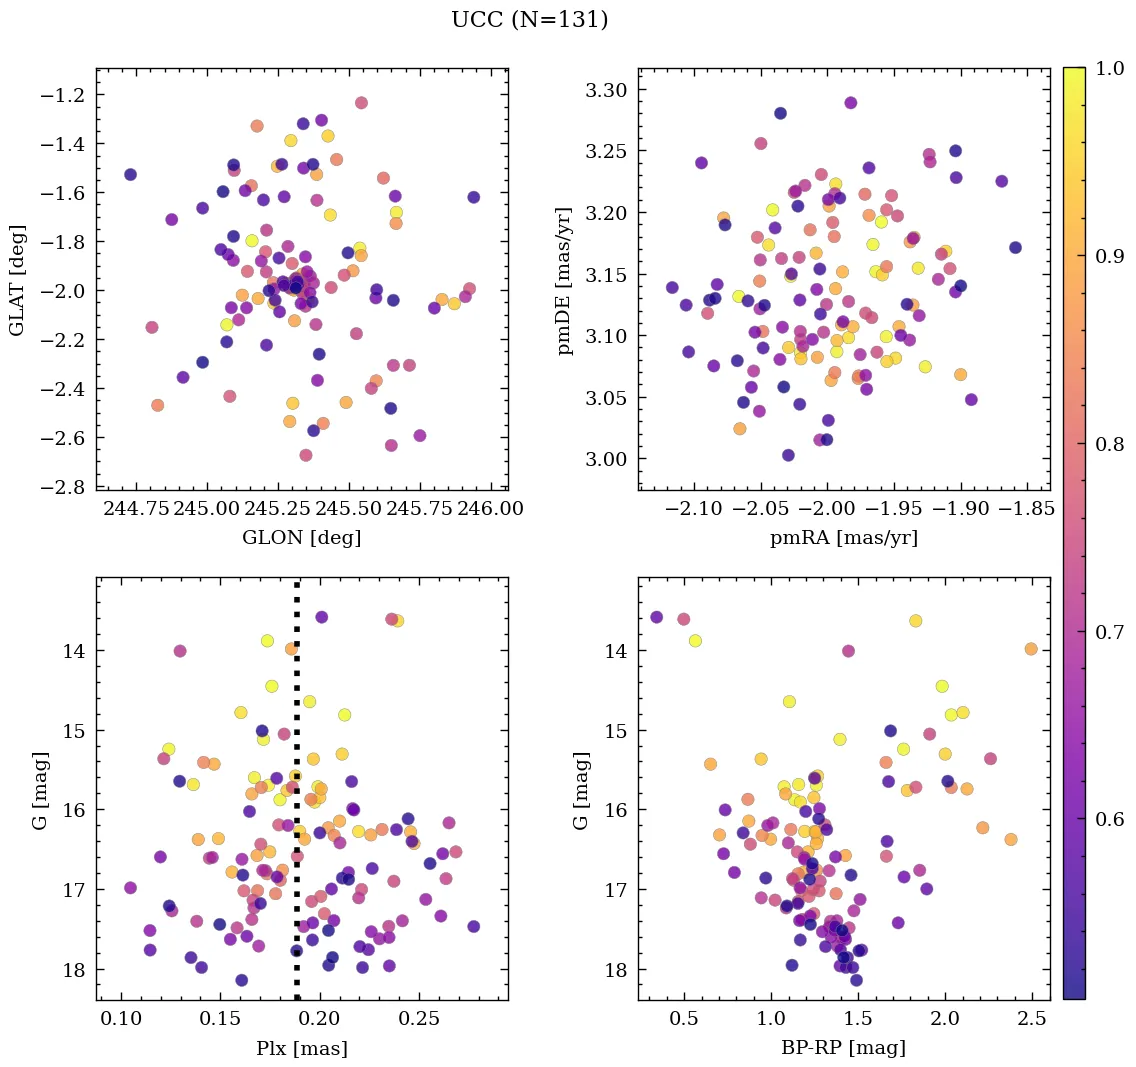 UCC (N=131)
−1.2
−1.4
−1.6
−1.8
−2.0
−2.2
−2.4
−2.6
−2.8
GLAT [deg]
244.75 245.00 245.25 245.50 245.75 246.00
GLON [deg]
3.30
3.25
3.20
3.15
3.10
3.05
3.00
pmDE [mas/yr]
−2.10 −2.05 −2.00 −1.95 −1.90 −1.85
pmRA [mas/yr]
1.0
0.9
0.8
0.7
0.6
14
15
16
17
18
G [mag]
0.10 0.15 0.20 0.25
Plx [mas]
14
15
16
17
18
G [mag]
0.5 1.0 1.5 2.0 2.5
BP-RP [mag]